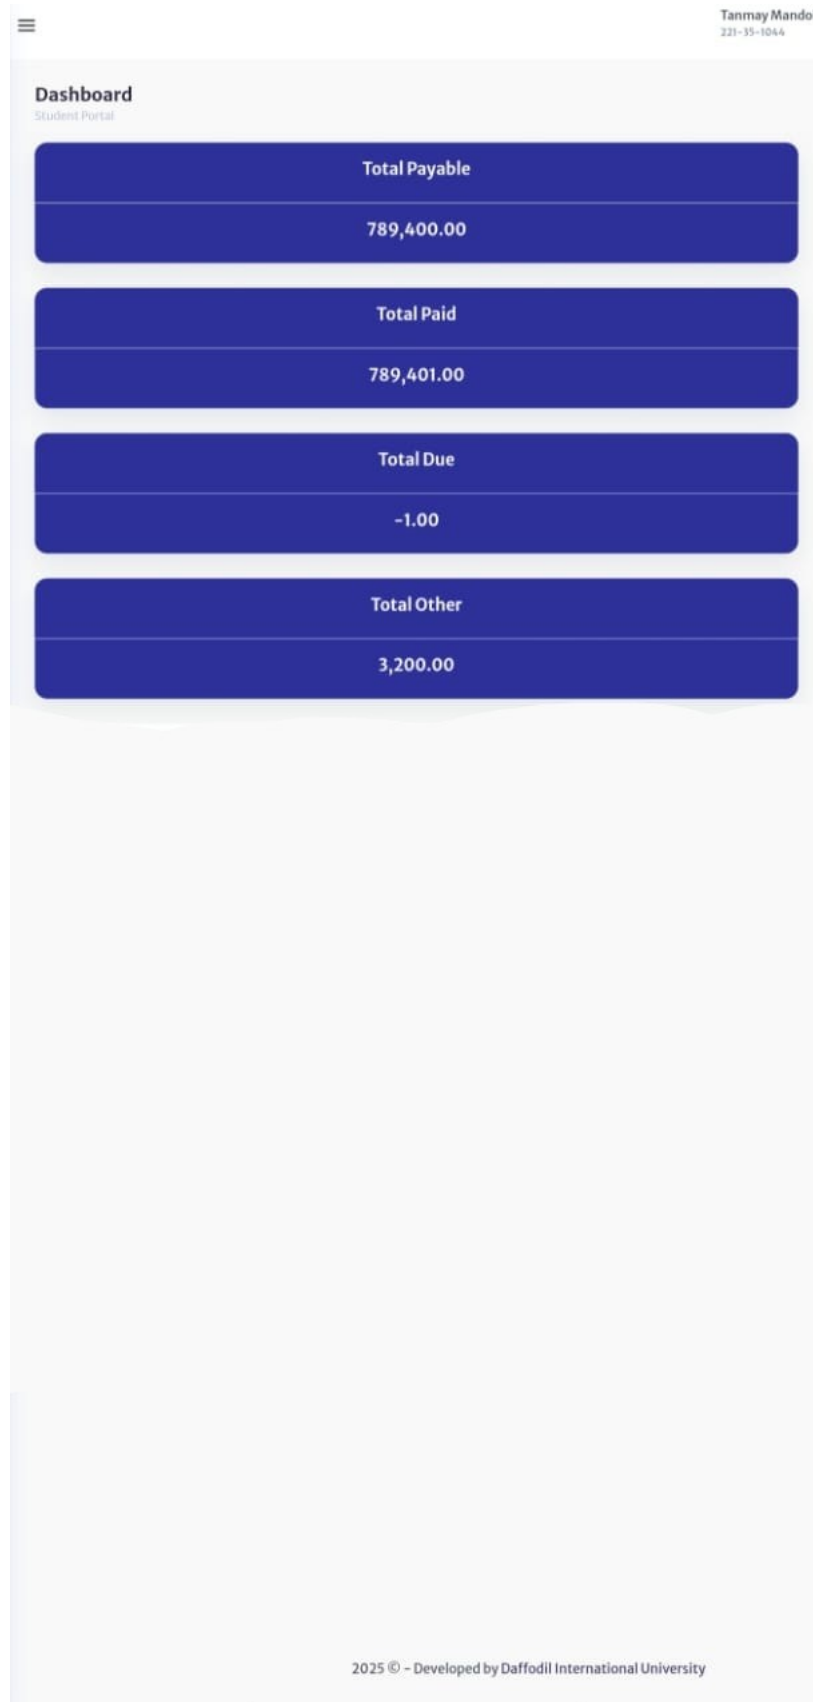 Tanmay Mando
221-35-1044
Dashboard
Student Portal
Total Payable
789,400.00
Total Paid
789,401.00
Total Due
-1.00
Total Other
3,200.00
2025 © - Developed by Daffodil International University